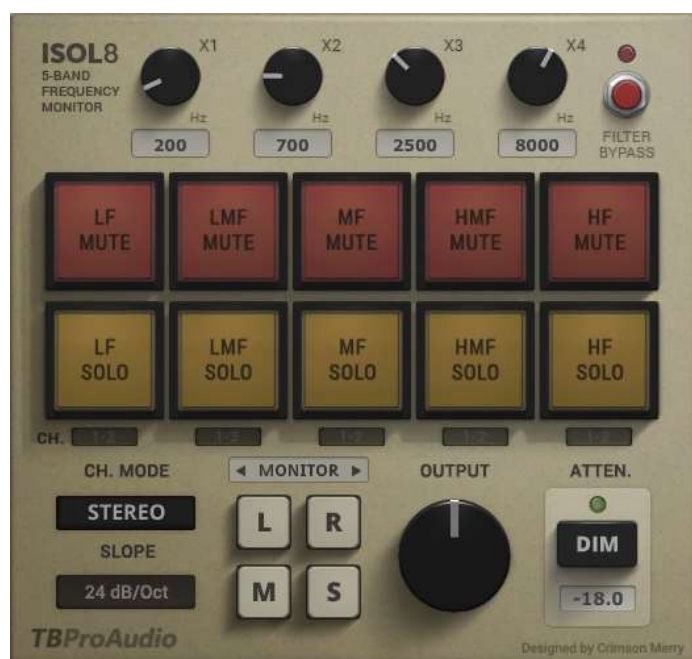 ISOL8
5-BAND
FREQUENCY
MONITOR
X1
X2
X3
X4
Hz
Hz
Hz
Hz
200
700
2500
8000
FILTER
BYPASS
LF
MUTE
LMF
MUTE
MF
MUTE
HMF
MUTE
HF
MUTE
LF
SOLO
LMF
SOLO
MF
SOLO
HMF
SOLO
HF
SOLO
CH. 1-2 1-2 1-2 1-2 1-2
CH. MODE
STEREO
SLOPE
24 dB/Oct
◄ MONITOR ►
L R
M S
OUTPUT
ATTEN.
DIM
-18.0
TBProAudio
Designed by Crimson Merry